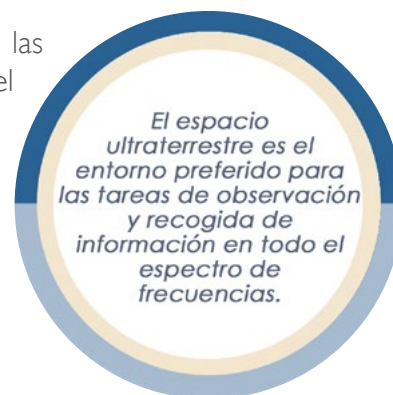 las
el
El espacio
ultraterrestre es el
entorno preferido para
las tareas de observación
y recogida de
información en todo el
espectro de
frecuencias.